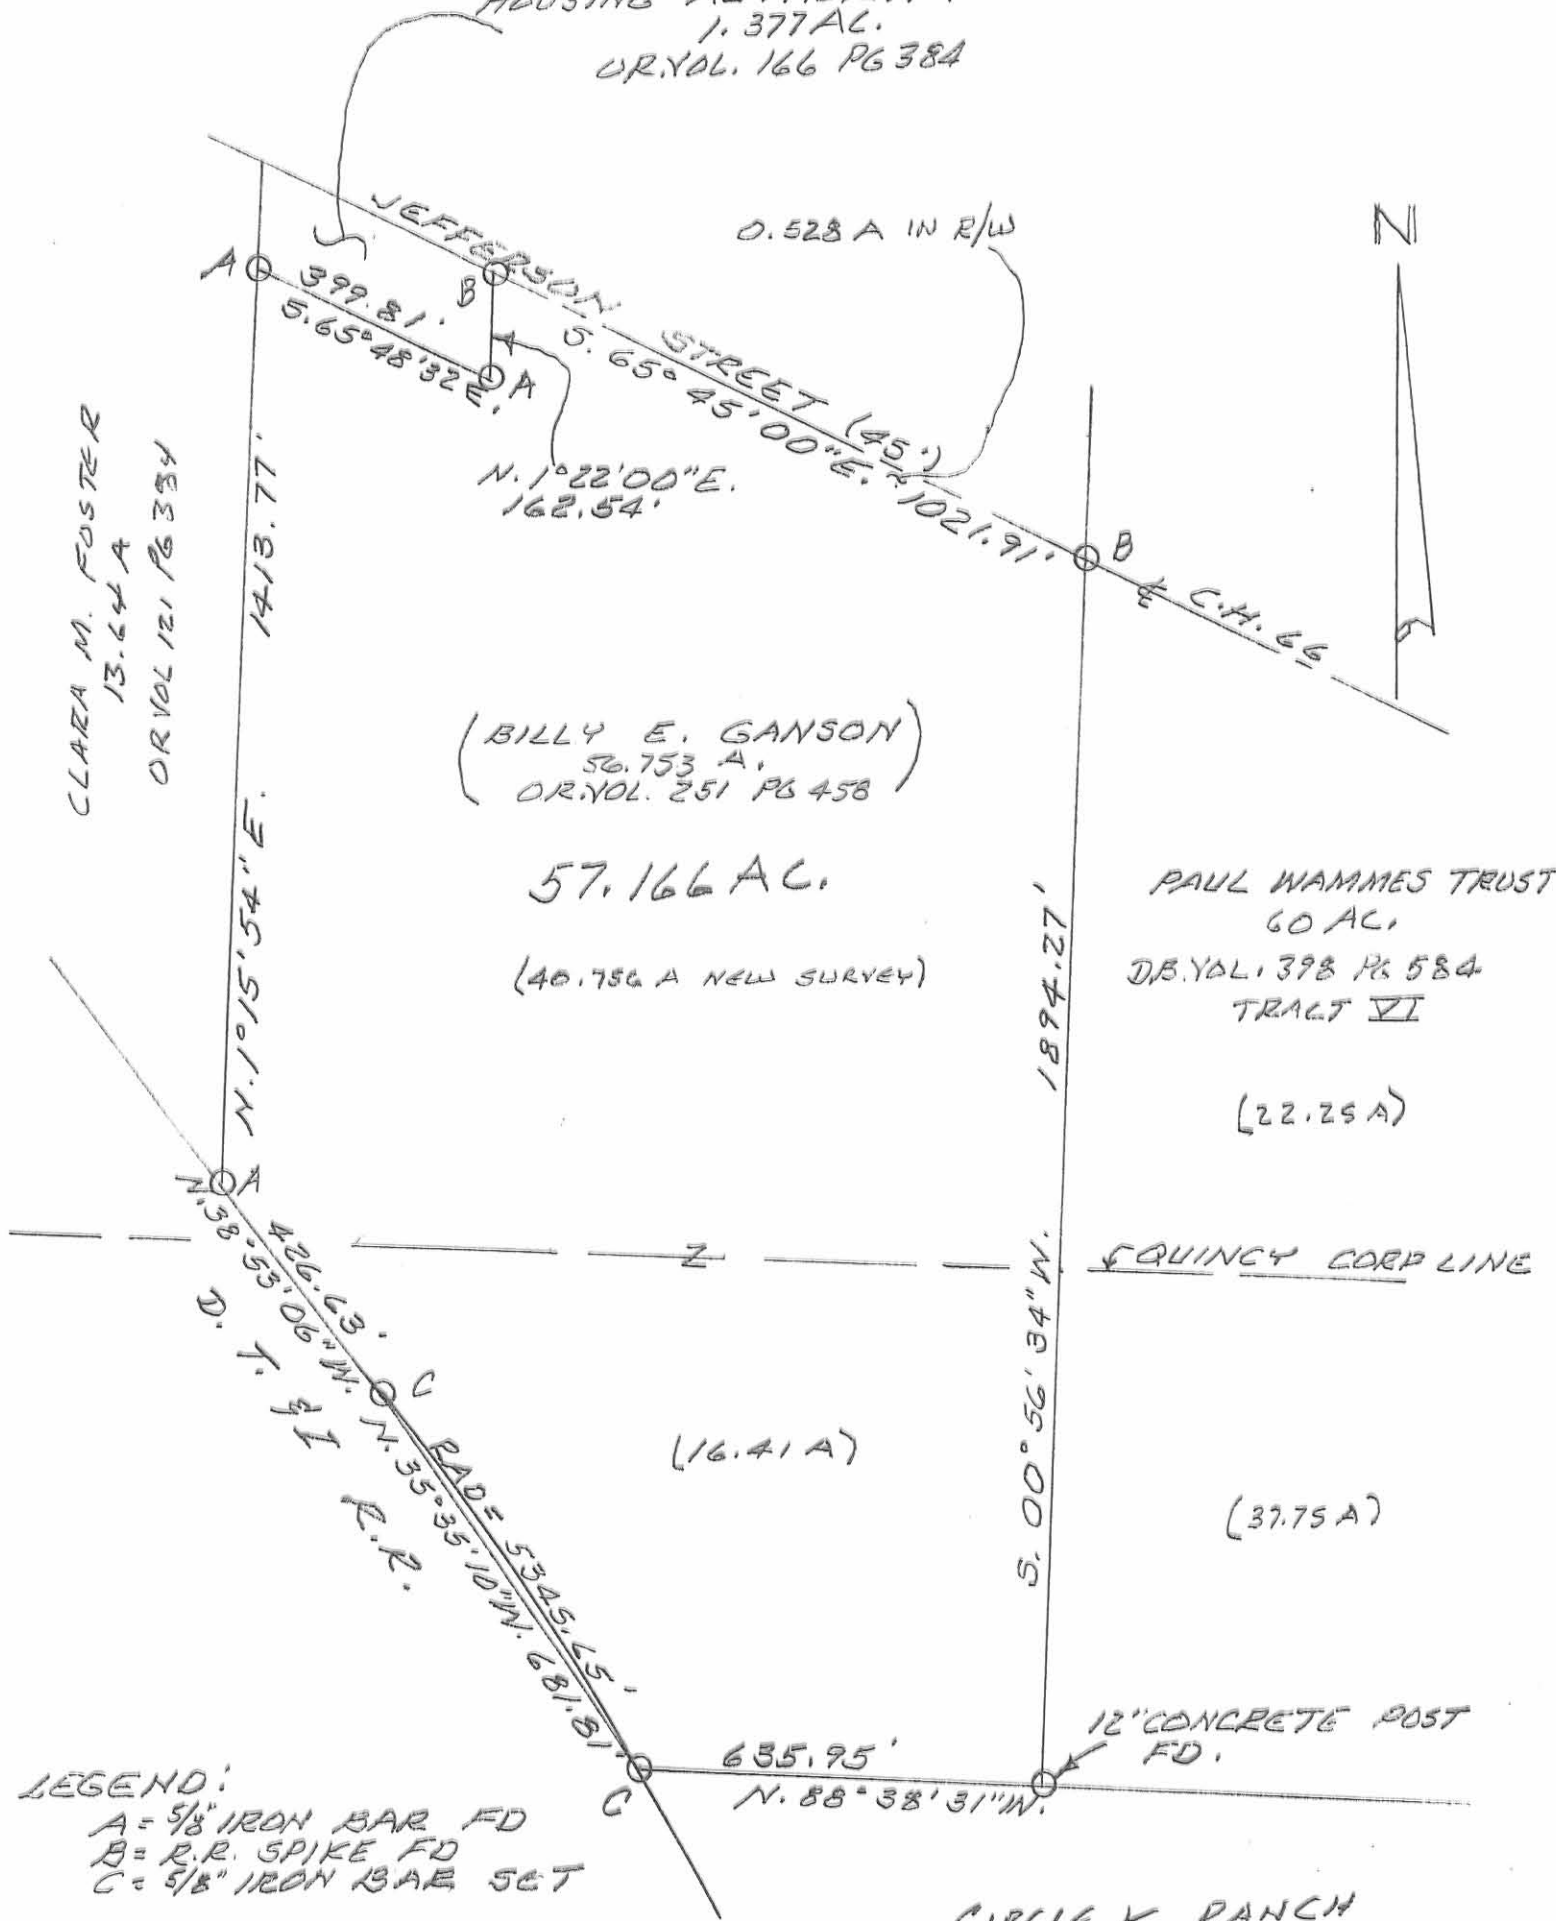 HOUSING
1.377 AC.
OR.VOL. 166 PG 384
JEFFERSON STREET (45')
0.528 A IN R/W
N
A
B
399.81'
S.65°48'32"E.
A
S. 65°45'00"E. ~1021.91'
N. 1°22'00"E.
162.54'
B
℄ C.H. 66
CLARA M. FOSTER
13.64 A
OR VOL 121 PG 334
N. 1°15'54"E. 1413.77'
(BILLY E. GANSON)
56.753 A.
OR.VOL. 251 PG 458
57.166 AC.
(40.756 A NEW SURVEY)
S. 00°56'34"W. 1894.27'
PAUL WAMMES TRUST
60 AC.
D.B.VOL. 398 PG 584
TRACT VI
(22.25 A)
A
QUINCY CORP LINE
N.38°53'06"W.
426.63'
D. T. & I R.R.
C
RAD= 5345.65'
N. 35°35'10"W. 681.81'
(16.41 A)
(37.75 A)
12" CONCRETE POST
FD.
635.95'
N. 88°38'31"W.
C
LEGEND:
A = 5/8" IRON BAR FD
B = R.R. SPIKE FD
C = 5/8" IRON BAR SET
CIRCLE K RANCH